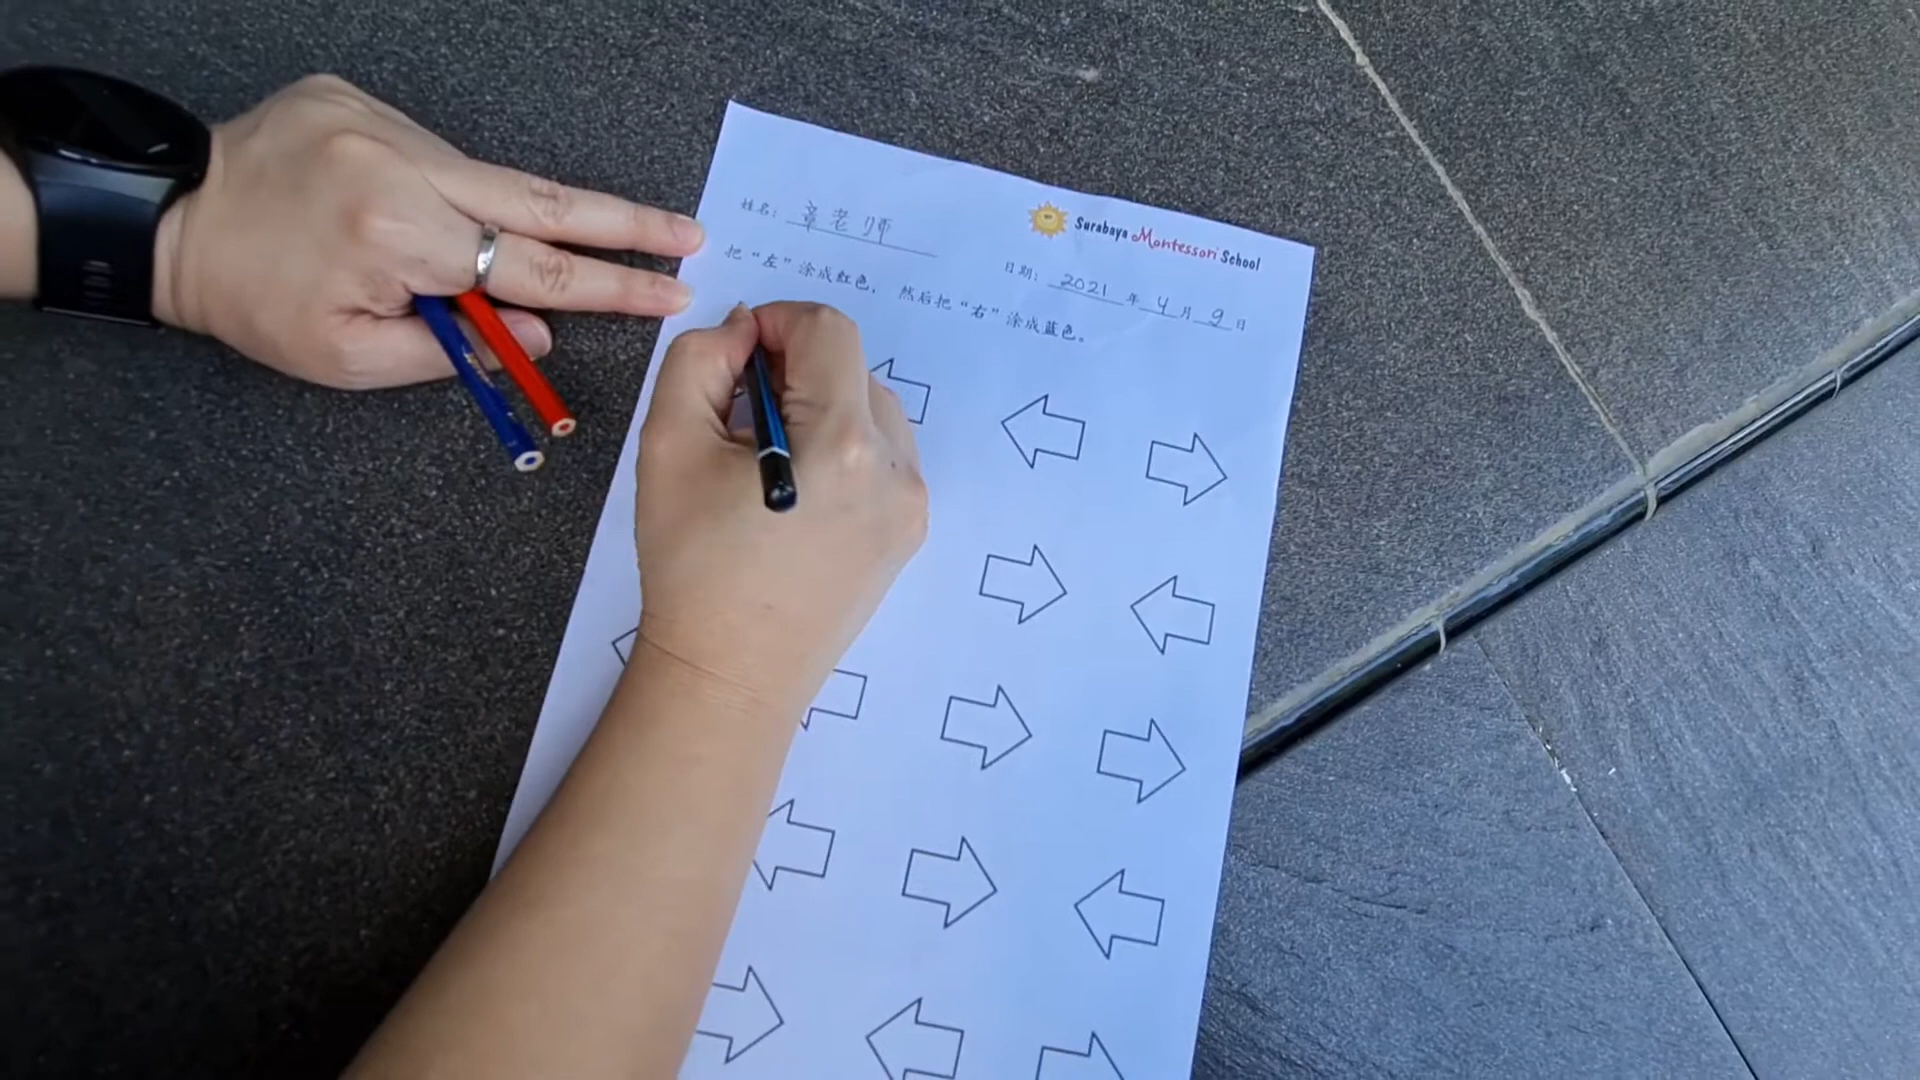 Surabaya Montessori School
姓名: 章老师
日期: 2021 年 4 月 9 日
把“左”涂成红色, 然后把“右”涂成蓝色。